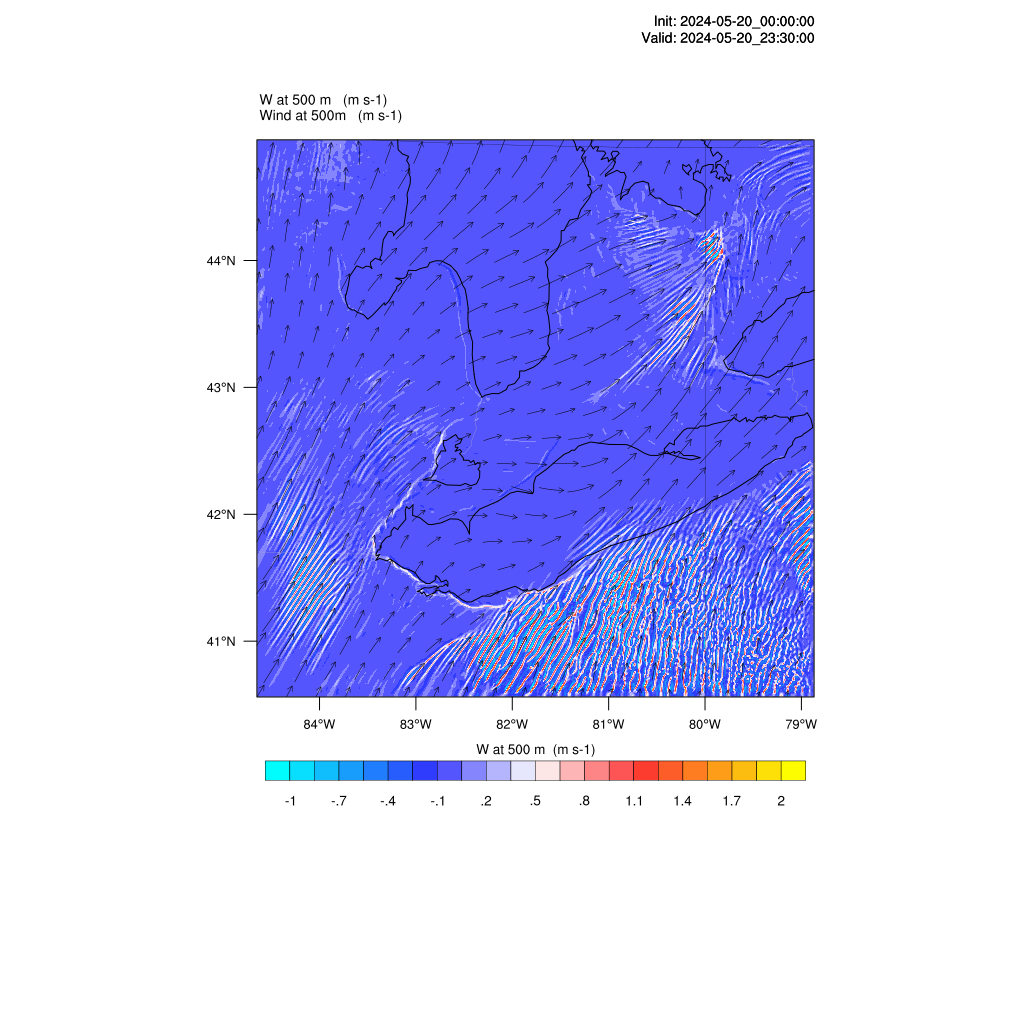 Init: 2024-05-20_00:00:00
Valid: 2024-05-20_23:30:00
W at 500 m   (m s-1)
Wind at 500m   (m s-1)
44°N
43°N
42°N
41°N
84°W 83°W 82°W 81°W 80°W 79°W
W at 500 m  (m s-1)
-1 -.7 -.4 -.1 .2 .5 .8 1.1 1.4 1.7 2